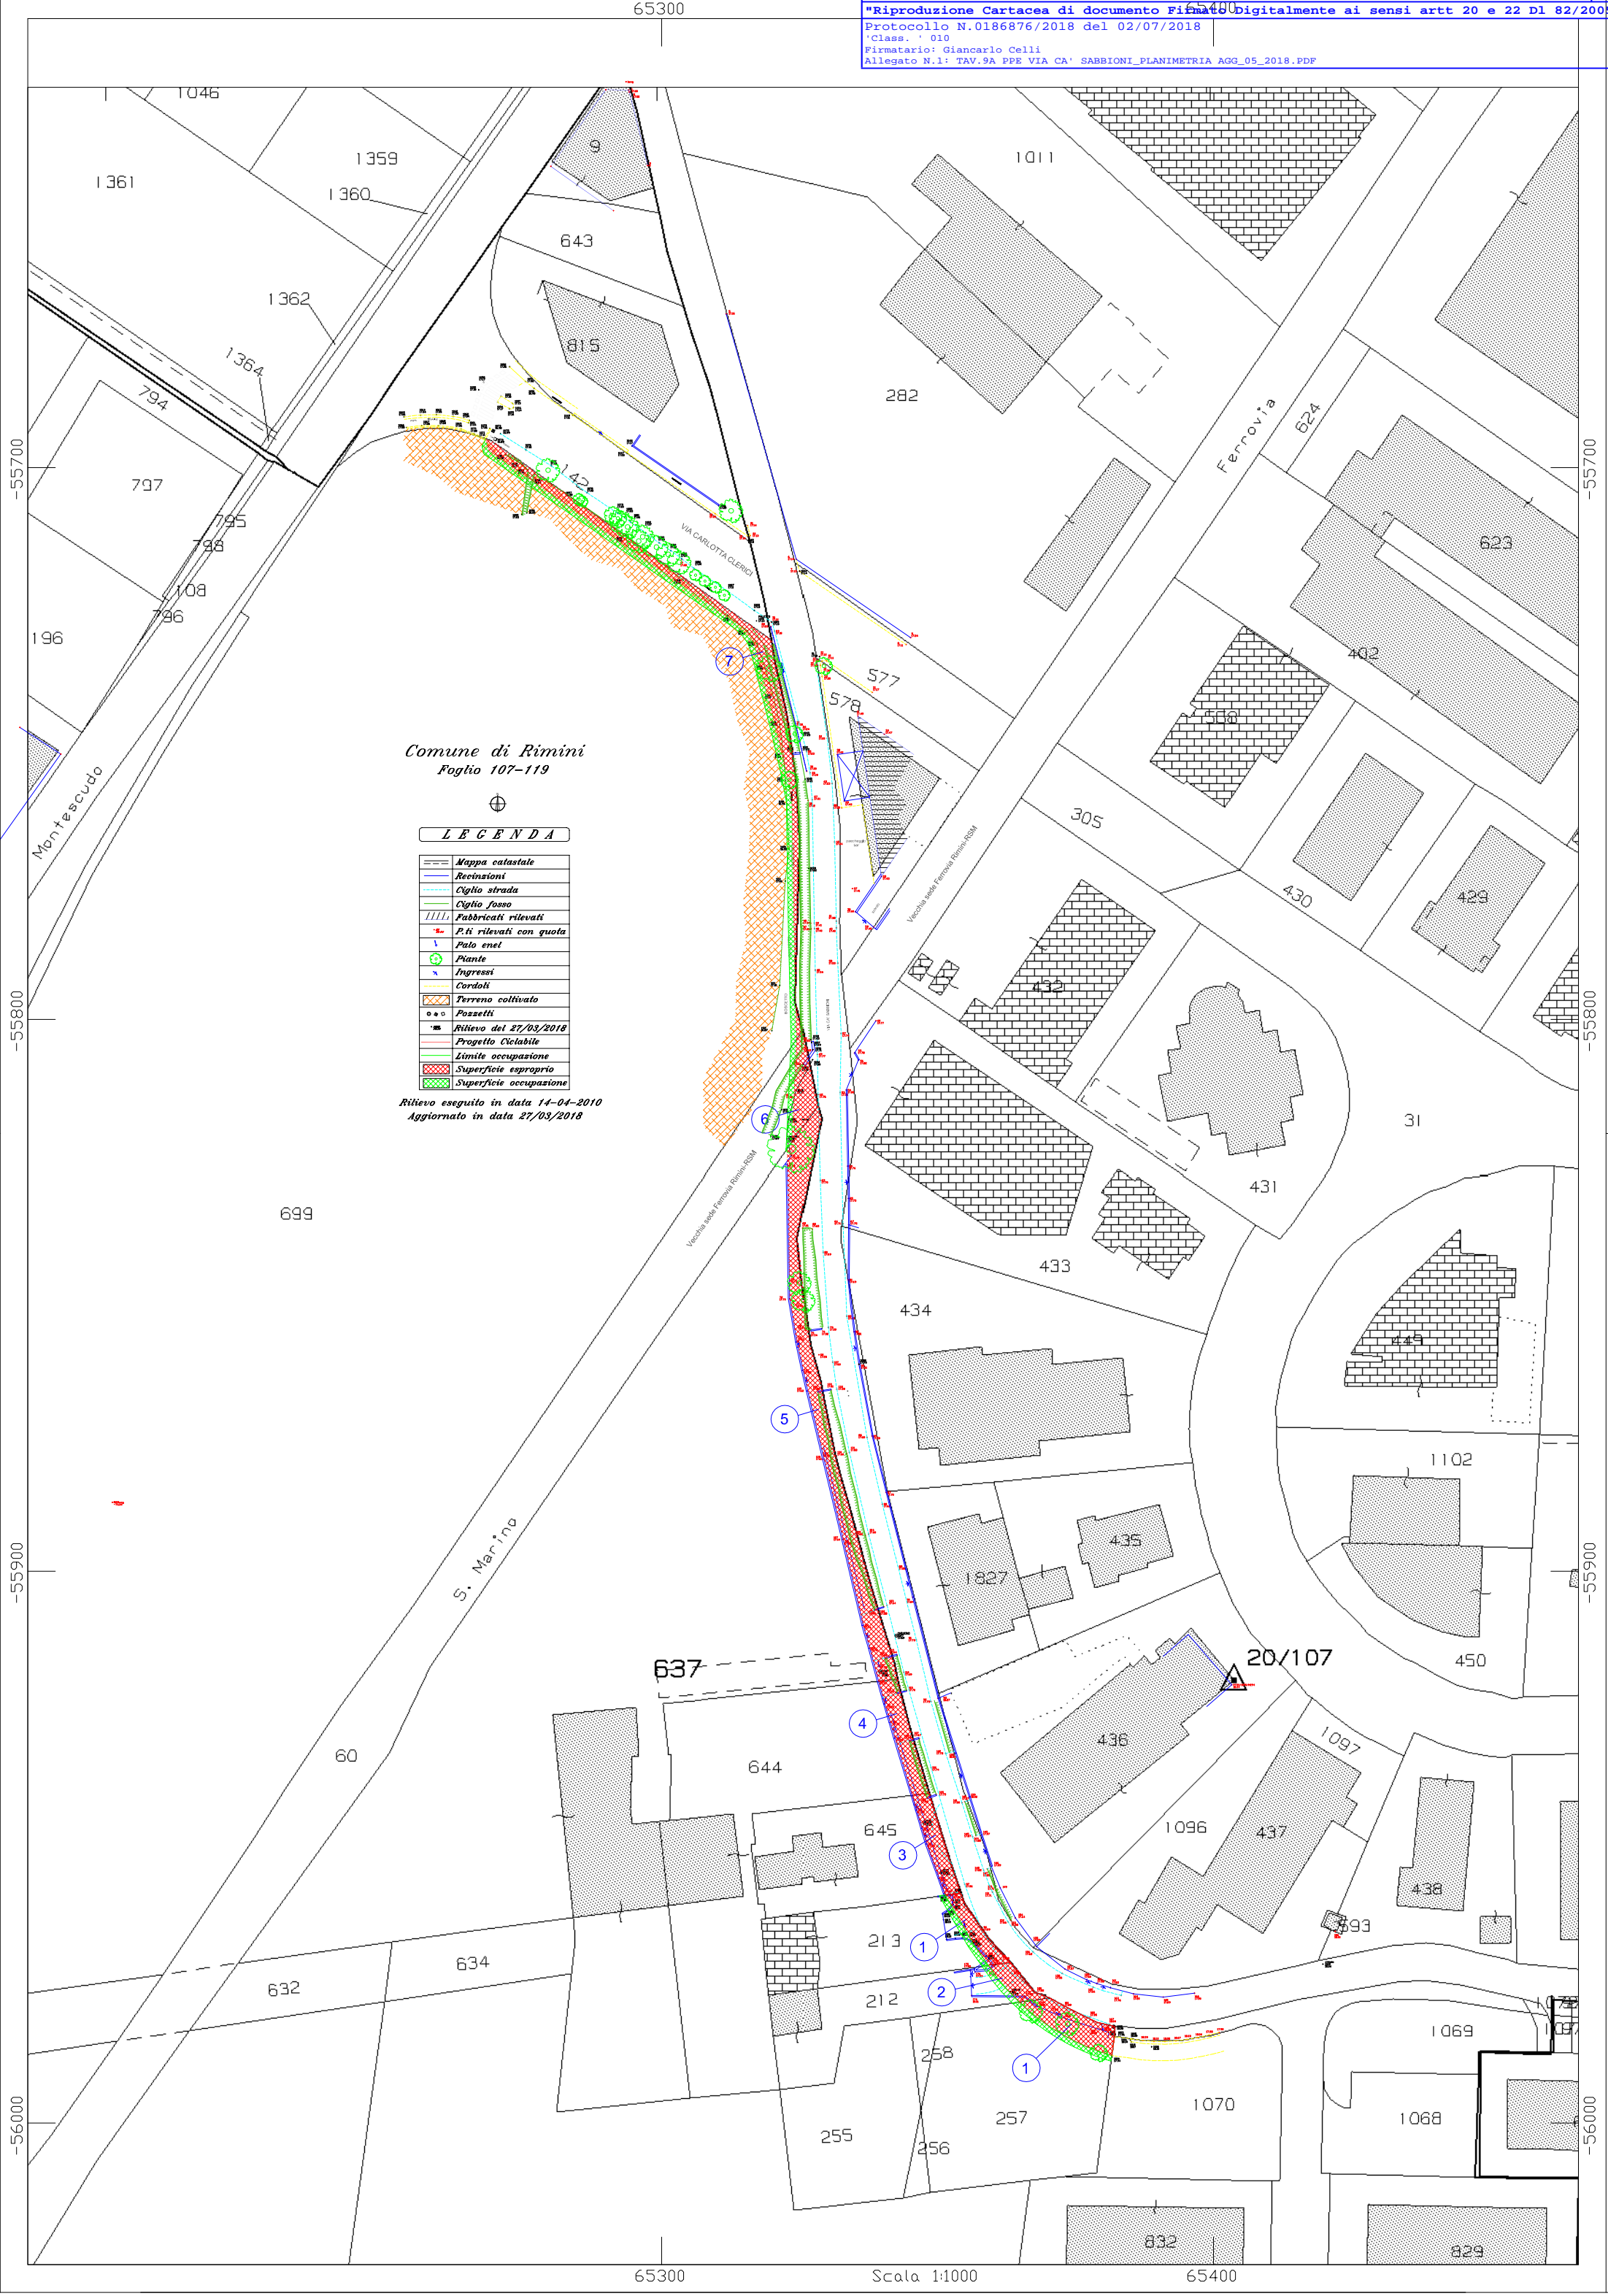 65300
65400
"Riproduzione Cartacea di documento Firmato Digitalmente ai sensi artt 20 e 22 Dl 82/200
Protocollo N.0186876/2018 del 02/07/2018
'Class. ' 010
Firmatario: Giancarlo Celli
Allegato N.1: TAV.9A PPE VIA CA' SABBIONI_PLANIMETRIA AGG_05_2018.PDF
1046
1359
1361
1360
9
1011
643
1362
815
1364
794
282
Ferrovia
624
-55700
-55700
797
142
795
798
108
796
196
VIA CARLOTTA CLERICI
623
402
7
577
578
508
Comune di Rimini
Foglio 107-119
Montescudo
305
430
429
Vecchia sede Ferrovia Rimini-RSM
LEGENDA
Mappa catastale
Recinzioni
Ciglio strada
Ciglio fosso
Fabbricati rilevati
P.ti rilevati con quota
Palo enel
Piante
Ingressi
Cordoli
Terreno coltivato
Pozzetti
Rilievo del 27/03/2018
Progetto Ciclabile
Limite occupazione
Superficie esproprio
Superficie occupazione
Rilievo eseguito in data 14-04-2010
Aggiornato in data 27/03/2018
432
-55800
-55800
6
31
Vecchia sede Ferrovia Rimini-RSM
431
699
433
434
449
5
1102
S. Marino
435
1827
-55900
-55900
637
20/107
450
4
436
1097
60
644
645
3
1096
437
438
593
213
1
634
632
2
212
1069
258
1
257
1070
1068
255
256
-56000
-56000
832
829
65300
Scala 1:1000
65400